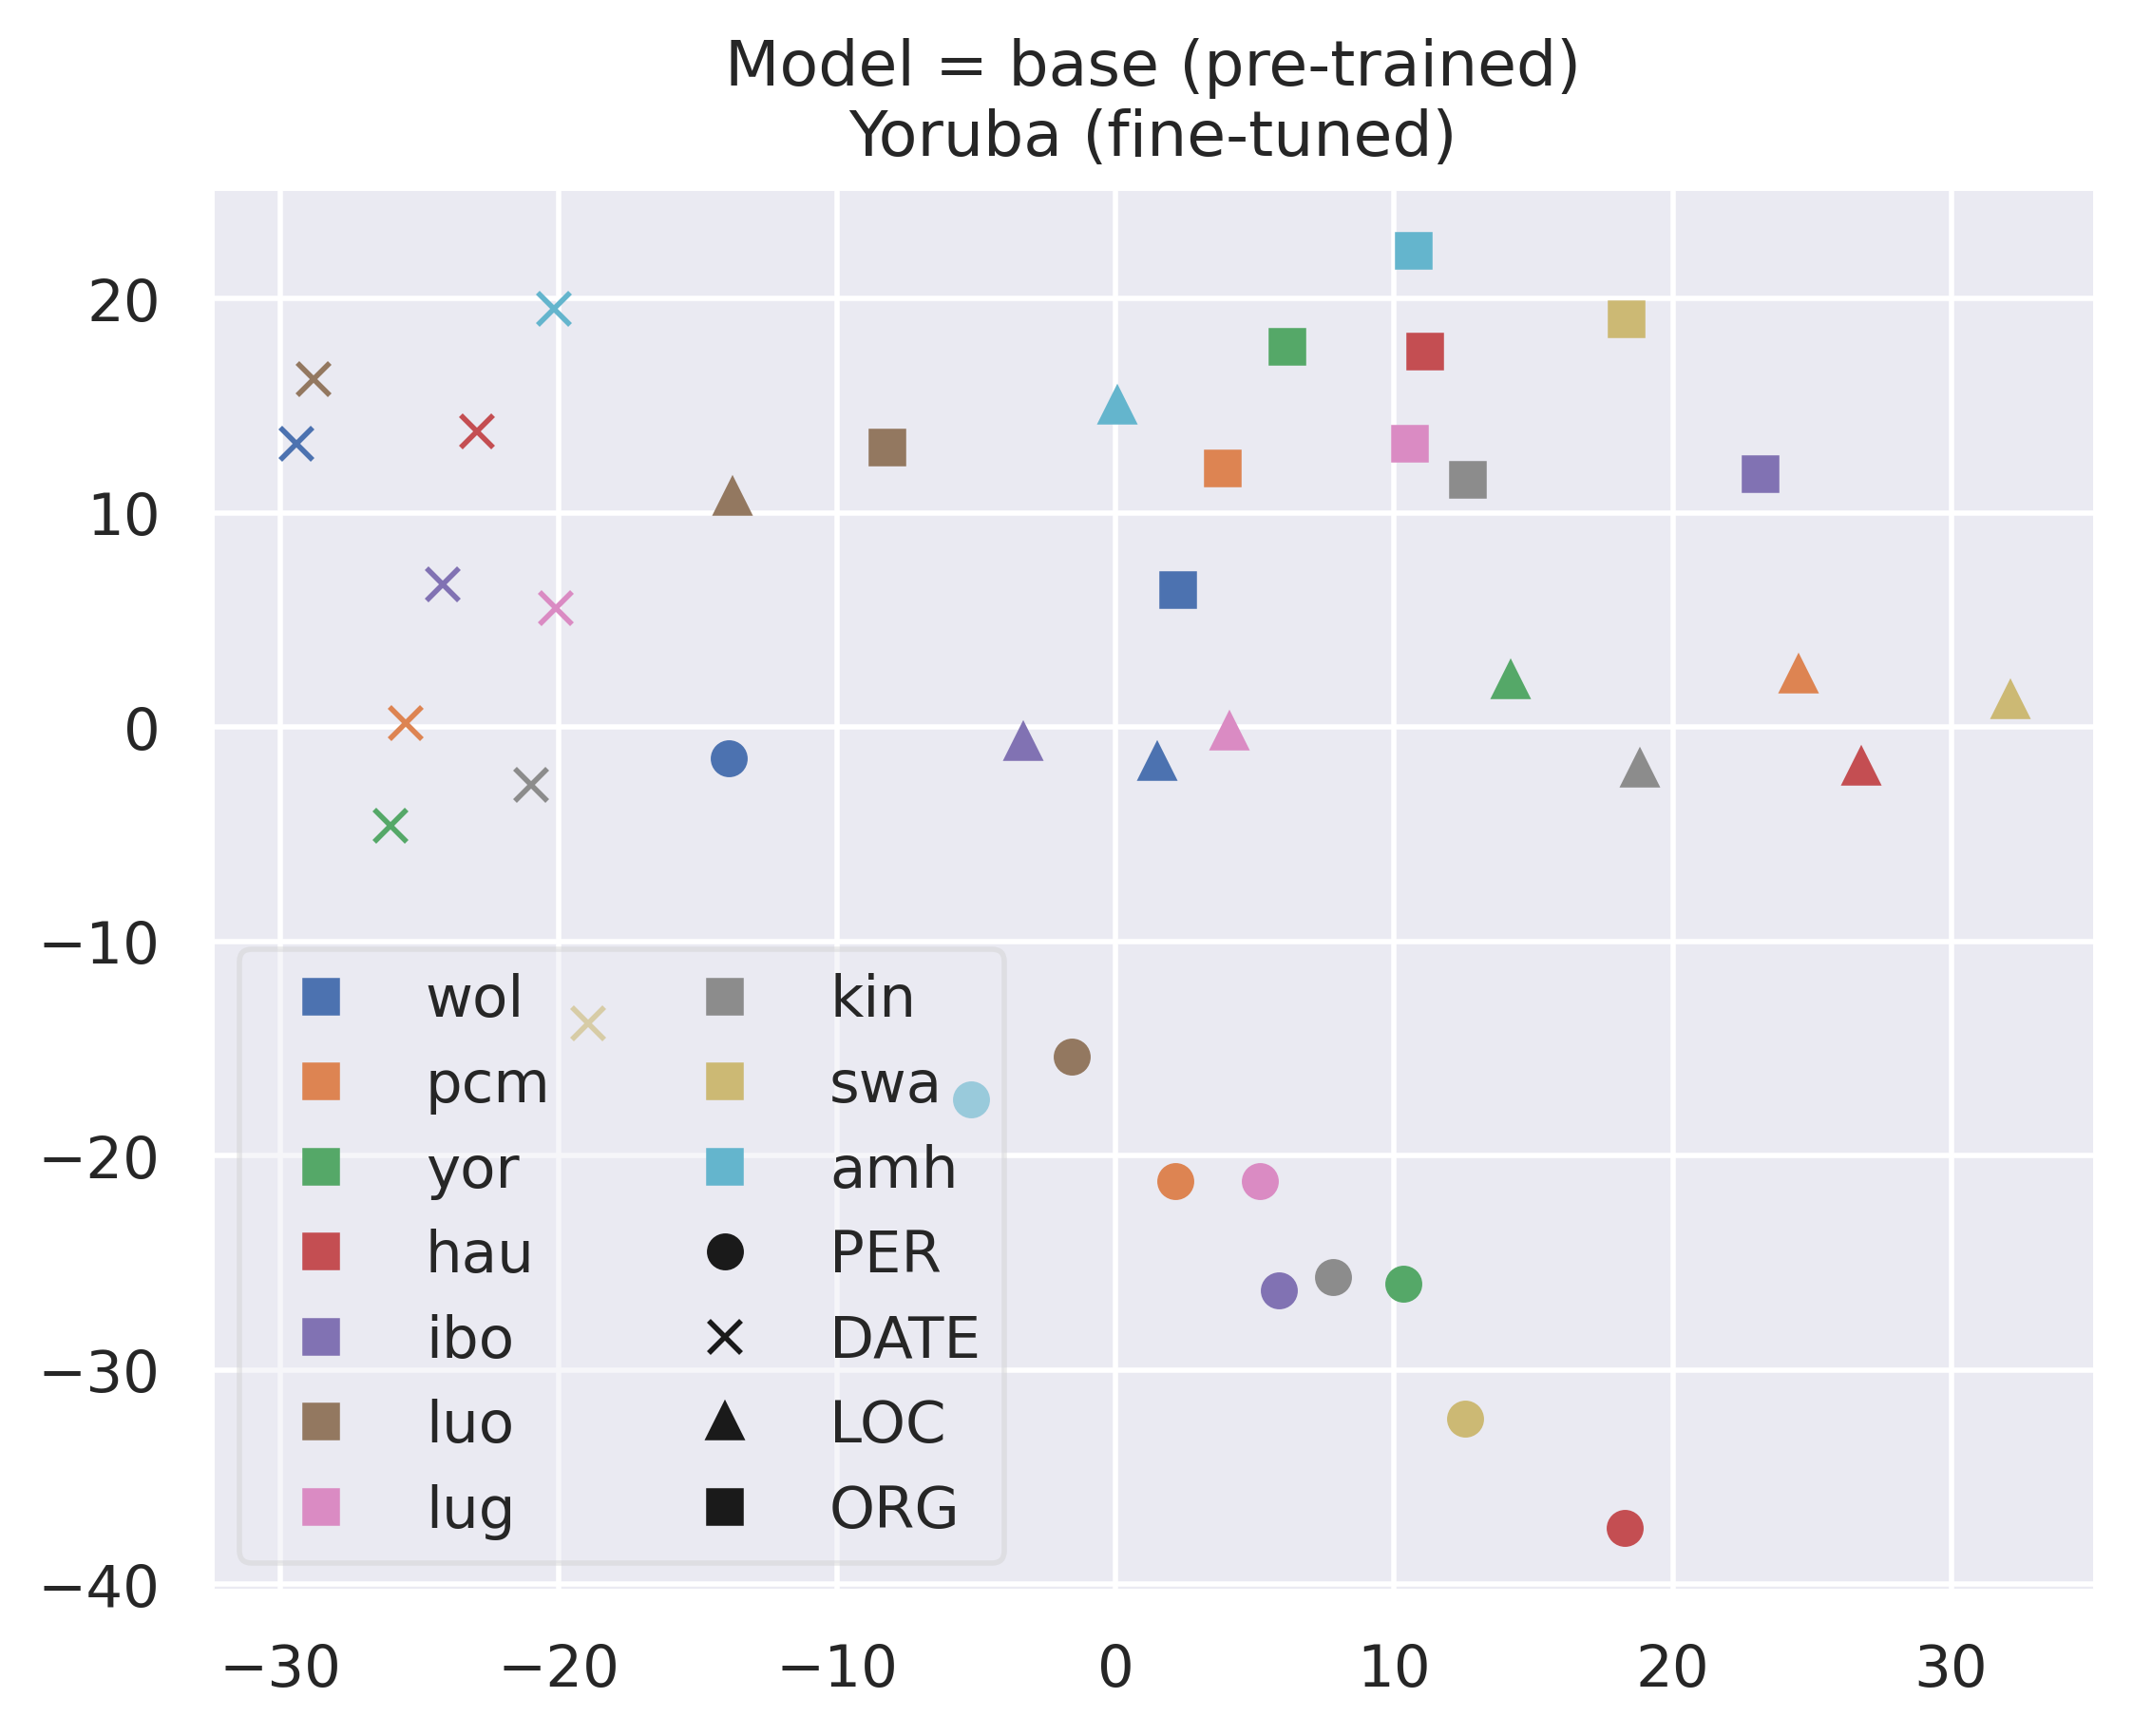 Model = base (pre-trained)
Yoruba (fine-tuned)
20
10
0
−10
−20
−30
−40
wol
pcm
yor
hau
ibo
luo
lug
kin
swa
amh
PER
DATE
LOC
ORG
−30 −20 −10 0 10 20 30